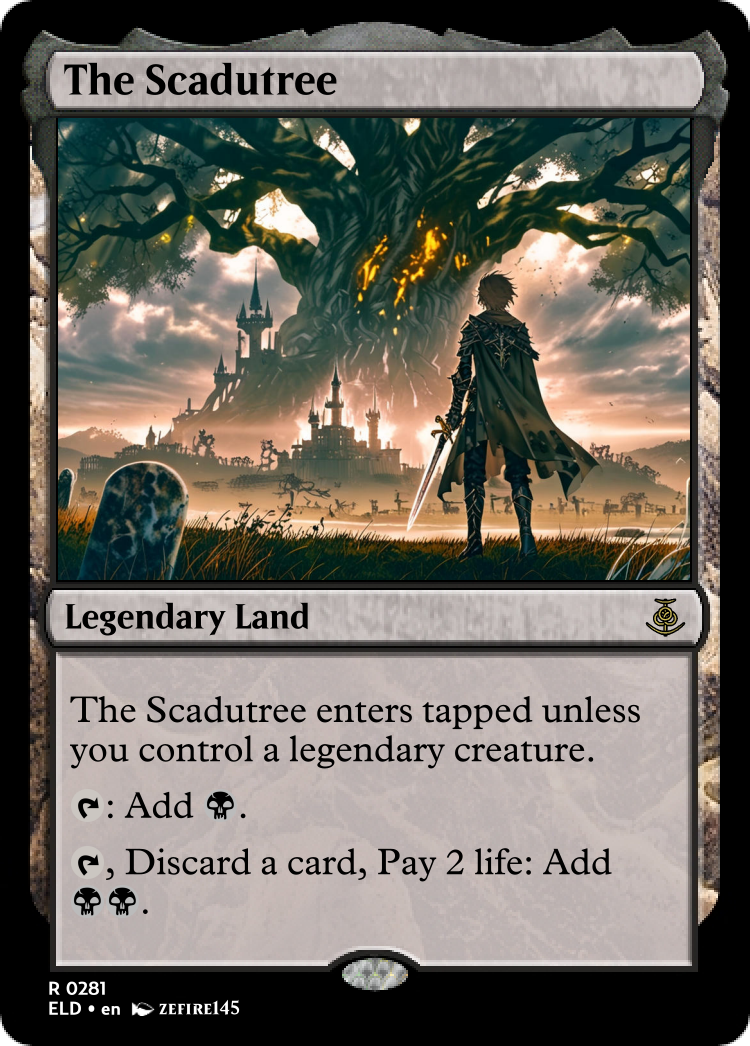 The Scadutree
Legendary Land
The Scadutree enters tapped unless
you control a legendary creature.
: Add .
, Discard a card, Pay 2 life: Add
.
R 0281
ELD • en ZEFIRE145